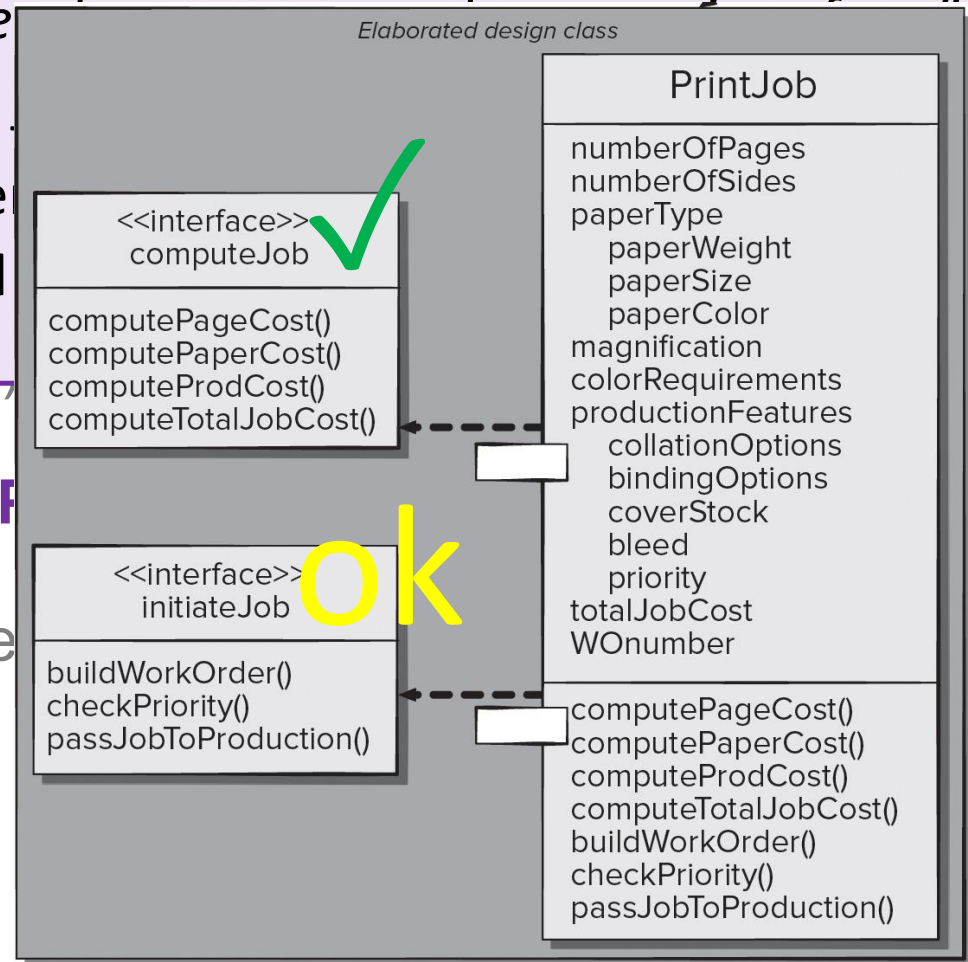 Elaborated design class
<<interface>>
computeJob
computePageCost()
computePaperCost()
computeProdCost()
computeTotalJobCost()
<<interface>>
initiateJob
ok
buildWorkOrder()
checkPriority()
passJobToProduction()
PrintJob
numberOfPages
numberOfSides
paperType
paperWeight
paperSize
paperColor
magnification
colorRequirements
productionFeatures
collationOptions
bindingOptions
coverStock
bleed
priority
totalJobCost
WOnumber
computePageCost()
computePaperCost()
computeProdCost()
computeTotalJobCost()
buildWorkOrder()
checkPriority()
passJobToProduction()